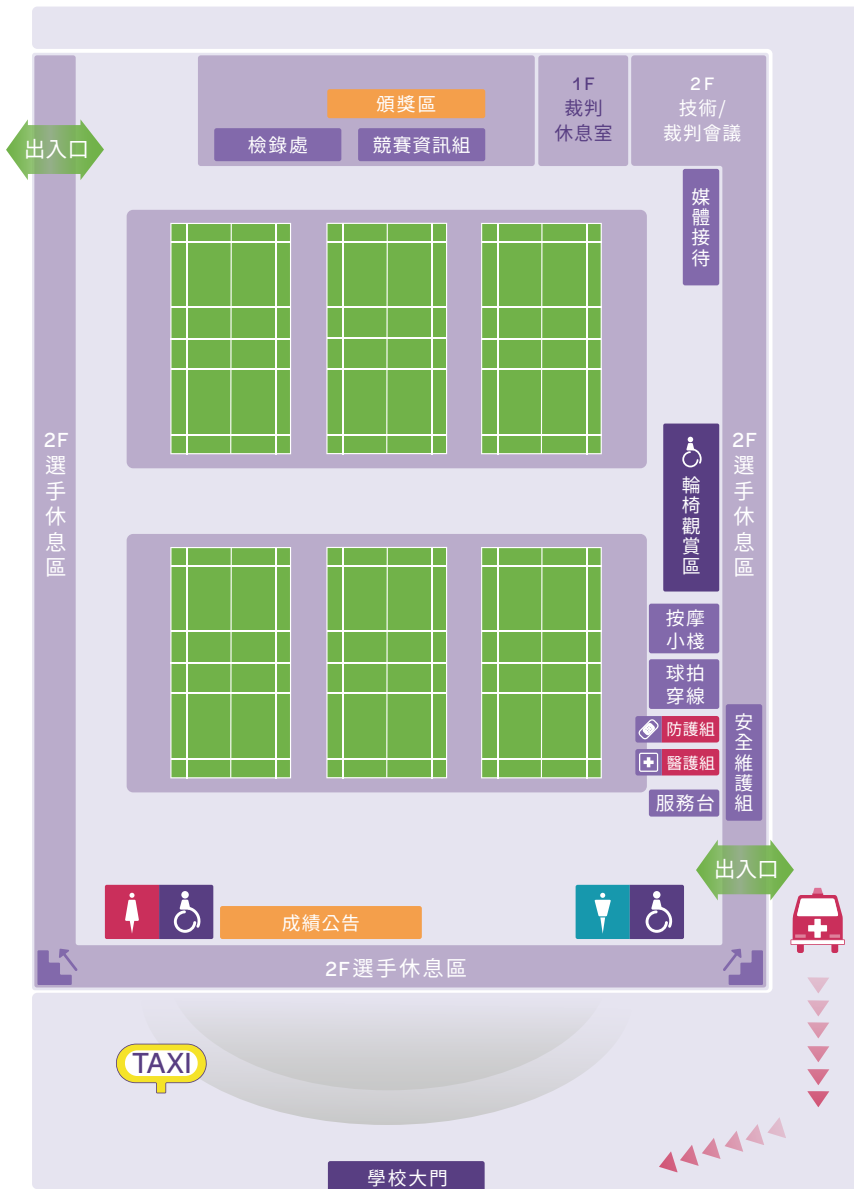 頒獎區
檢錄處
競賽資訊組
1F
裁判
休息室
2F
技術/
裁判會議
出入口
媒體接待
2F
選手休息區
輪椅觀賞區
2F
選手休息區
按摩
小棧
球拍
穿線
防護組
醫護組
服務台
安全維護組
出入口
成績公告
2F選手休息區
TAXI
學校大門